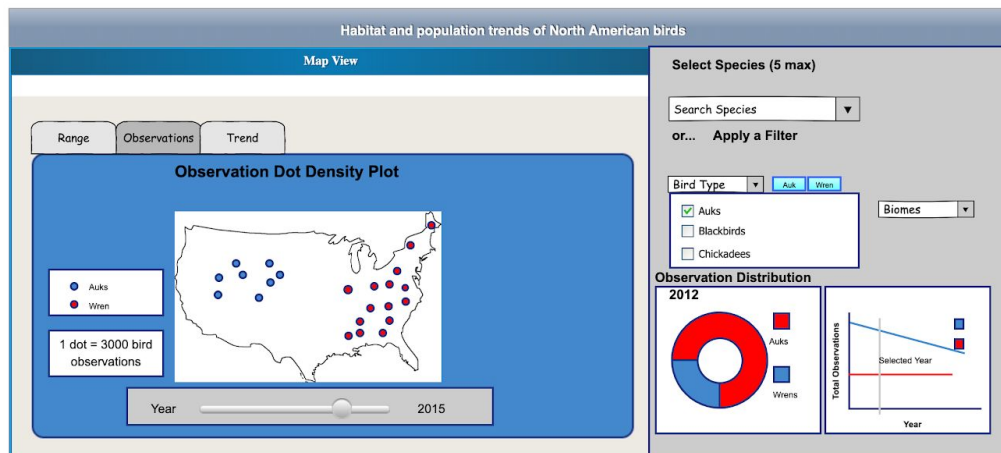 Habitat and population trends of North American birds
Map View
Range
Observations
Trend
Observation Dot Density Plot
Auks
Wren
1 dot = 3000 bird
observations
Year
2015
Select Species (5 max)
Search Species
or... Apply a Filter
Bird Type
Auk
Wren
Biomes
Auks
Blackbirds
Chickadees
Observation Distribution
2012
Auks
Wrens
Total Observations
Selected Year
Year